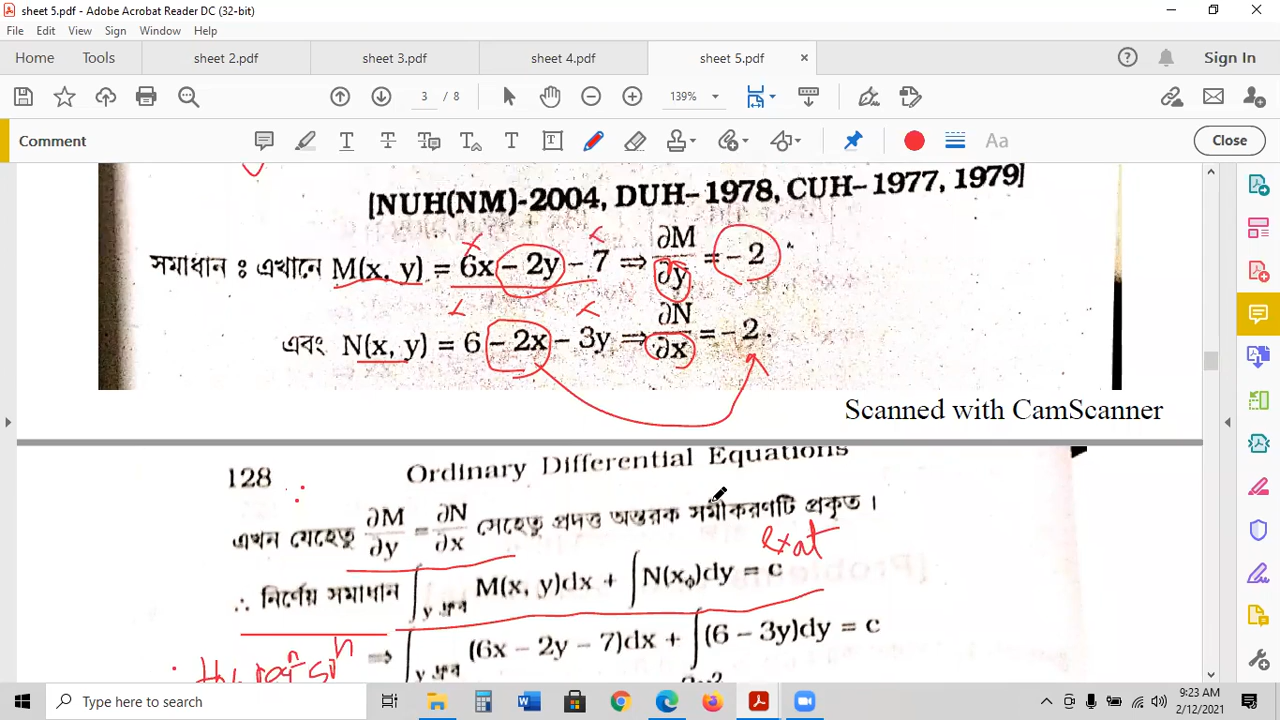 sheet 5.pdf - Adobe Acrobat Reader DC (32-bit)
File Edit View Sign Window Help
Home Tools sheet 2.pdf sheet 3.pdf sheet 4.pdf sheet 5.pdf × Sign In
3 / 8 139%
Comment Close
[NUH(NM)-2004, DUH-1978, CUH-1977, 1979]
সমাধান ঃ এখানে M(x, y) = 6x - 2y - 7 ⇒ ∂M/∂y = - 2
এবং N(x, y) = 6 - 2x - 3y ⇒ ∂N/∂x = - 2.
Scanned with CamScanner
128 Ordinary Differential Equations
এখন যেহেতু ∂M/∂y = ∂N/∂x সেহেতু প্রদত্ত অন্তরক সমীকরণটি প্রকৃত ।
exat
∴ নির্ণেয় সমাধান ∫ y ধ্রুব M(x, y)dx + ∫ N(x)dy = c
⇒ ∫ y ধ্রুব (6x - 2y - 7)dx + ∫ (6 - 3y)dy = c
Type here to search
9:23 AM
2/12/2021